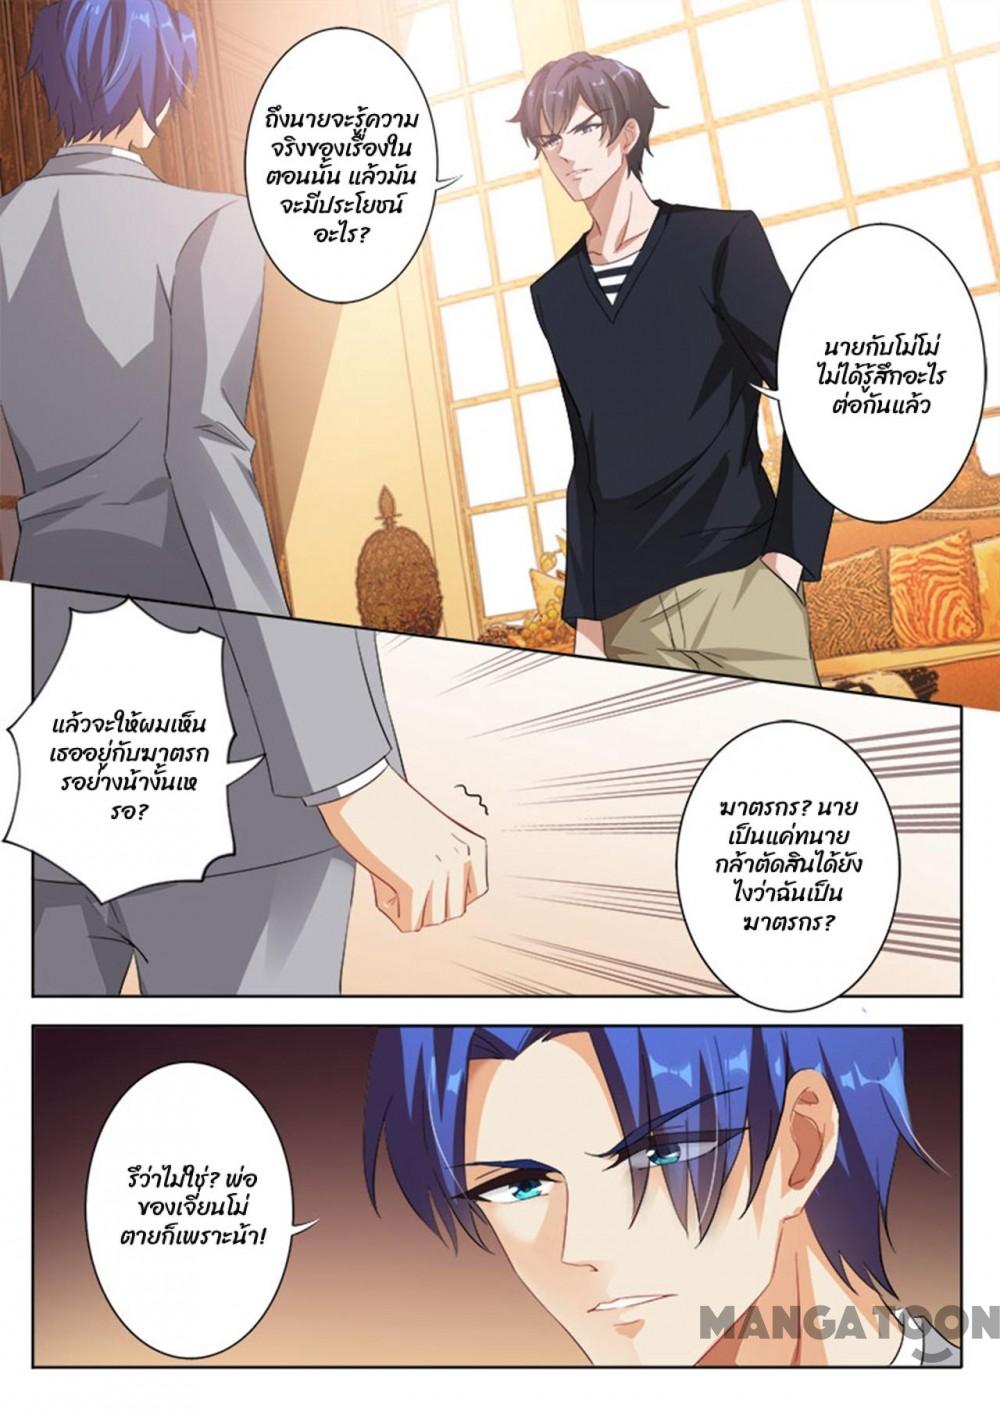 ถึงนายจะรู้ความ
จริงของเรื่องใน
ตอนนั้น แล้วมัน
จะมีประโยชน์
อะไร?
นายกับโม่โม่
ไม่ได้รู้สึกอะไร
ต่อกันแล้ว
แล้วจะให้ผมเห็น
เธออยู่กับฆาตรก
รอย่างน้างั้นเห
รอ?
ฆาตรกร? นาย
เป็นแค่ทนาย
กล้าตัดสินได้ยัง
ไงว่าฉันเป็น
ฆาตรกร?
รึว่าไม่ใช่? พ่อ
ของเจี่ยนโม่
ตายก็เพราะน้า!
MANGATOON